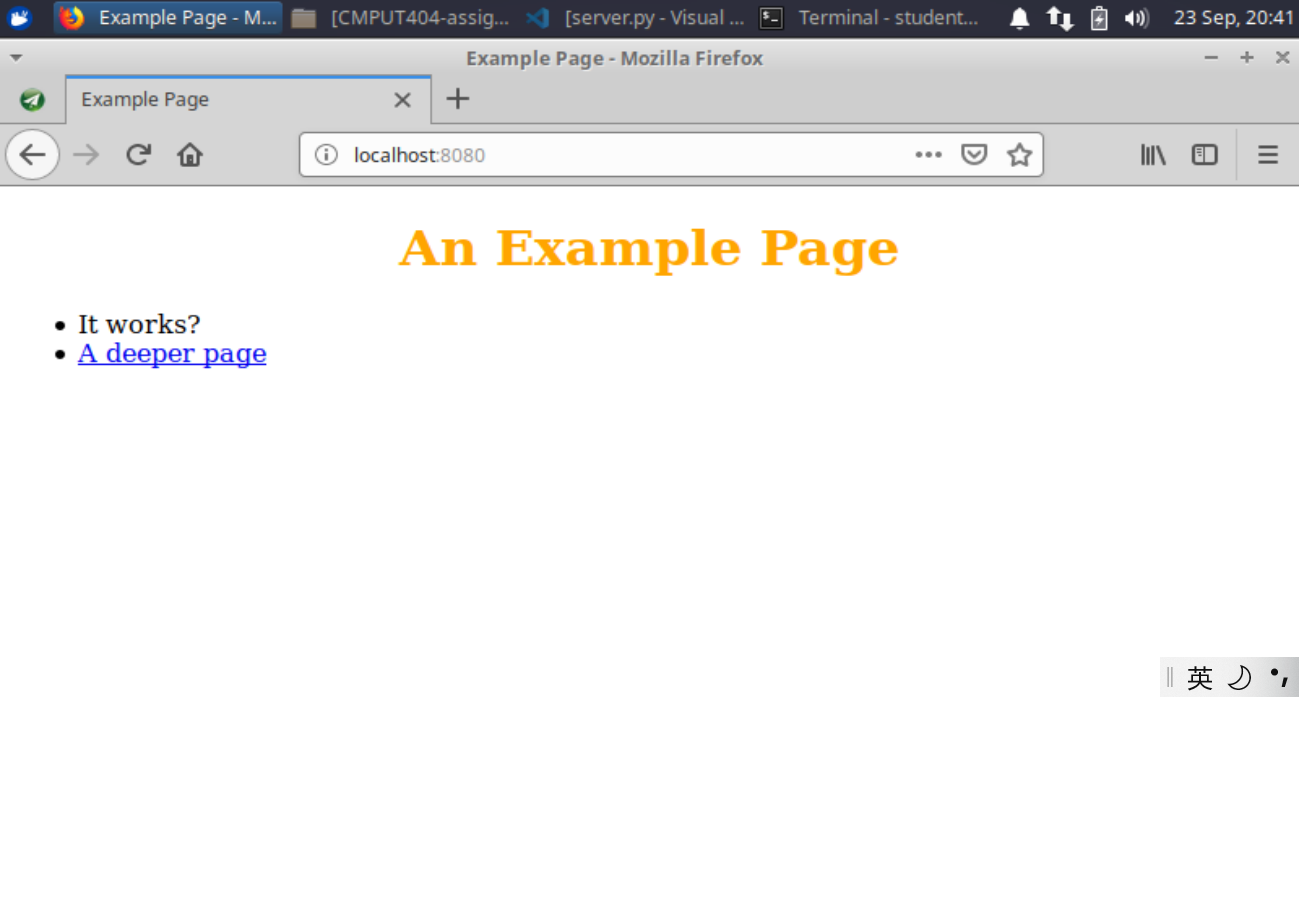 Example Page - M... [CMPUT404-assig... [server.py - Visual ... Terminal - student... 23 Sep, 20:41
Example Page - Mozilla Firefox
Example Page
localhost:8080
An Example Page
• It works?
• A deeper page
英